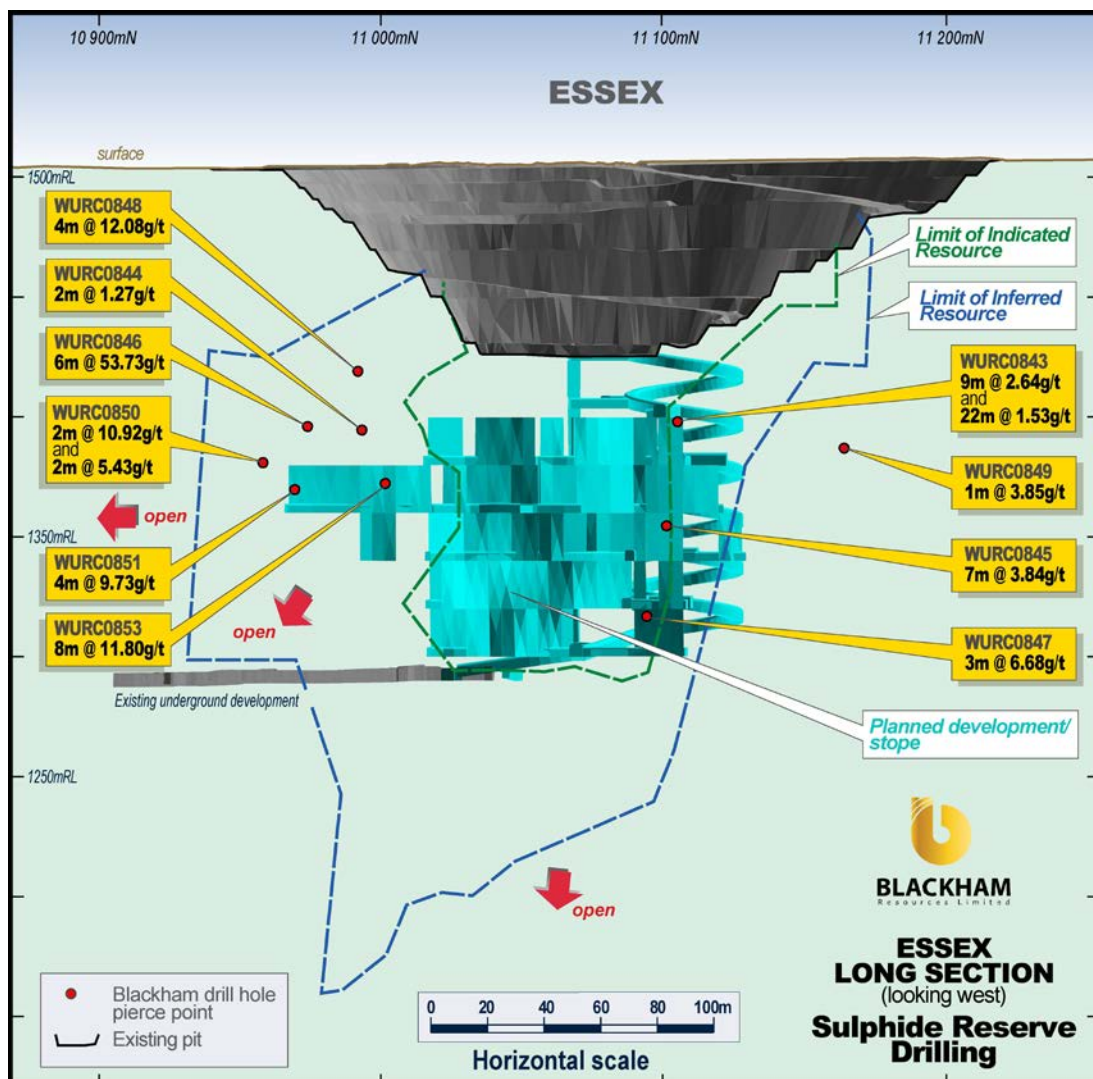 10 900mN
11 000mN
11 100mN
11 200mN
ESSEX
surface
1500mRL
WURC0848
4m @ 12.08g/t
WURC0844
2m @ 1.27g/t
WURC0846
6m @ 53.73g/t
WURC0850
2m @ 10.92g/t
and
2m @ 5.43g/t
open
1350mRL
WURC0851
4m @ 9.73g/t
WURC0853
8m @ 11.80g/t
open
Existing underground development
1250mRL
Limit of Indicated
Resource
Limit of Inferred
Resource
WURC0843
9m @ 2.64g/t
and
22m @ 1.53g/t
WURC0849
1m @ 3.85g/t
WURC0845
7m @ 3.84g/t
WURC0847
3m @ 6.68g/t
Planned development/
stope
open
BLACKHAM
Resources Limited
ESSEX
LONG SECTION
(looking west)
Sulphide Reserve
Drilling
Blackham drill hole
pierce point
Existing pit
0 20 40 60 80 100m
Horizontal scale